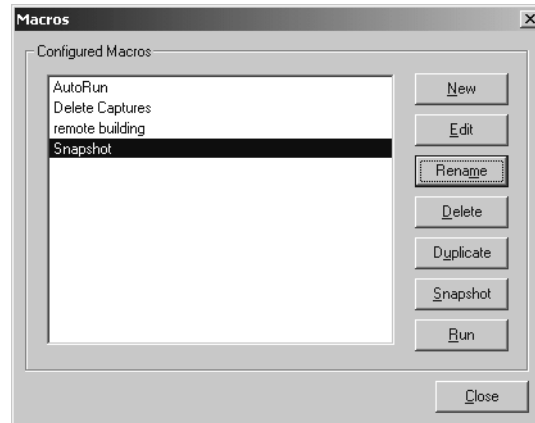 Macros
Configured Macros
AutoRun
Delete Captures
remote building
Snapshot
New
Edit
Rename
Delete
Duplicate
Snapshot
Run
Close